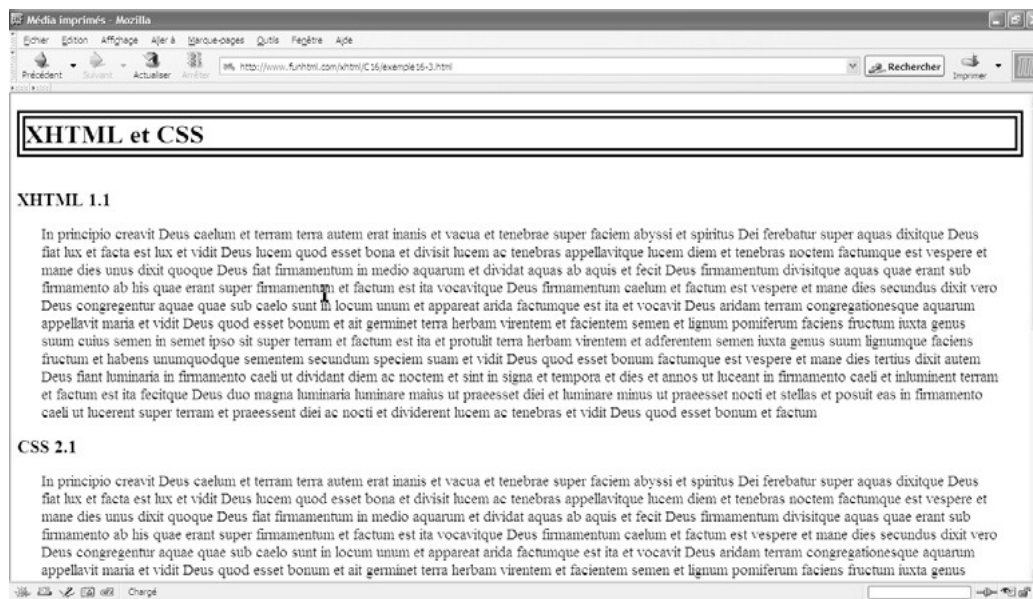 Média imprimés - Mozilla
Fichier Edition Affichage Aller à Marque-pages Outils Fenêtre Aide
Précédent Suivant Actualiser Arrêter http://www.funhtml.com/xhtml/C16/exemple16-3.html Rechercher Imprimer
XHTML et CSS
XHTML 1.1
In principio creavit Deus caelum et terram terra autem erat inanis et vacua et tenebrae super faciem abyssi et spiritus Dei ferebatur super aquas dixitque Deus
fiat lux et facta est lux et vidit Deus lucem quod esset bona et divisit lucem ac tenebras appellavitque lucem diem et tenebras noctem factumque est vespere et
mane dies unus dixit quoque Deus fiat firmamentum in medio aquarum et dividat aquas ab aquis et fecit Deus firmamentum divisitque aquas quae erant sub
firmamento ab his quae erant super firmamentum et factum est ita vocavitque Deus firmamentum caelum et factum est vespere et mane dies secundus dixit vero
Deus congregentur aquae quae sub caelo sunt in locum unum et appareat arida factumque est ita et vocavit Deus aridam terram congregationesque aquarum
appellavit maria et vidit Deus quod esset bonum et ait germinet terra herbam virentem et facientem semen et lignum pomiferum faciens fructum iuxta genus
suum cuius semen in semet ipso sit super terram et factum est ita et protulit terra herbam virentem et adferentem semen iuxta genus suum lignumque faciens
fructum et habens unumquodque sementem secundum speciem suam et vidit Deus quod esset bonum factumque est vespere et mane dies tertius dixit autem
Deus fiant luminaria in firmamento caeli ut dividant diem ac noctem et sint in signa et tempora et dies et annos ut luceant in firmamento caeli et inluminent terram
et factum est ita fecitque Deus duo magna luminaria luminare maius ut praeesset diei et luminare minus ut praeesset nocti et stellas et posuit eas in firmamento
caeli ut lucerent super terram et praeessent diei ac nocti et dividerent lucem ac tenebras et vidit Deus quod esset bonum et factum
CSS 2.1
In principio creavit Deus caelum et terram terra autem erat inanis et vacua et tenebrae super faciem abyssi et spiritus Dei ferebatur super aquas dixitque Deus
fiat lux et facta est lux et vidit Deus lucem quod esset bona et divisit lucem ac tenebras appellavitque lucem diem et tenebras noctem factumque est vespere et
mane dies unus dixit quoque Deus fiat firmamentum in medio aquarum et dividat aquas ab aquis et fecit Deus firmamentum divisitque aquas quae erant sub
firmamento ab his quae erant super firmamentum et factum est ita vocavitque Deus firmamentum caelum et factum est vespere et mane dies secundus dixit vero
Deus congregentur aquae quae sub caelo sunt in locum unum et appareat arida factumque est ita et vocavit Deus aridam terram congregationesque aquarum
appellavit maria et vidit Deus quod esset bonum et ait germinet terra herbam virentem et facientem semen et lignum pomiferum faciens fructum iuxta genus
Chargé